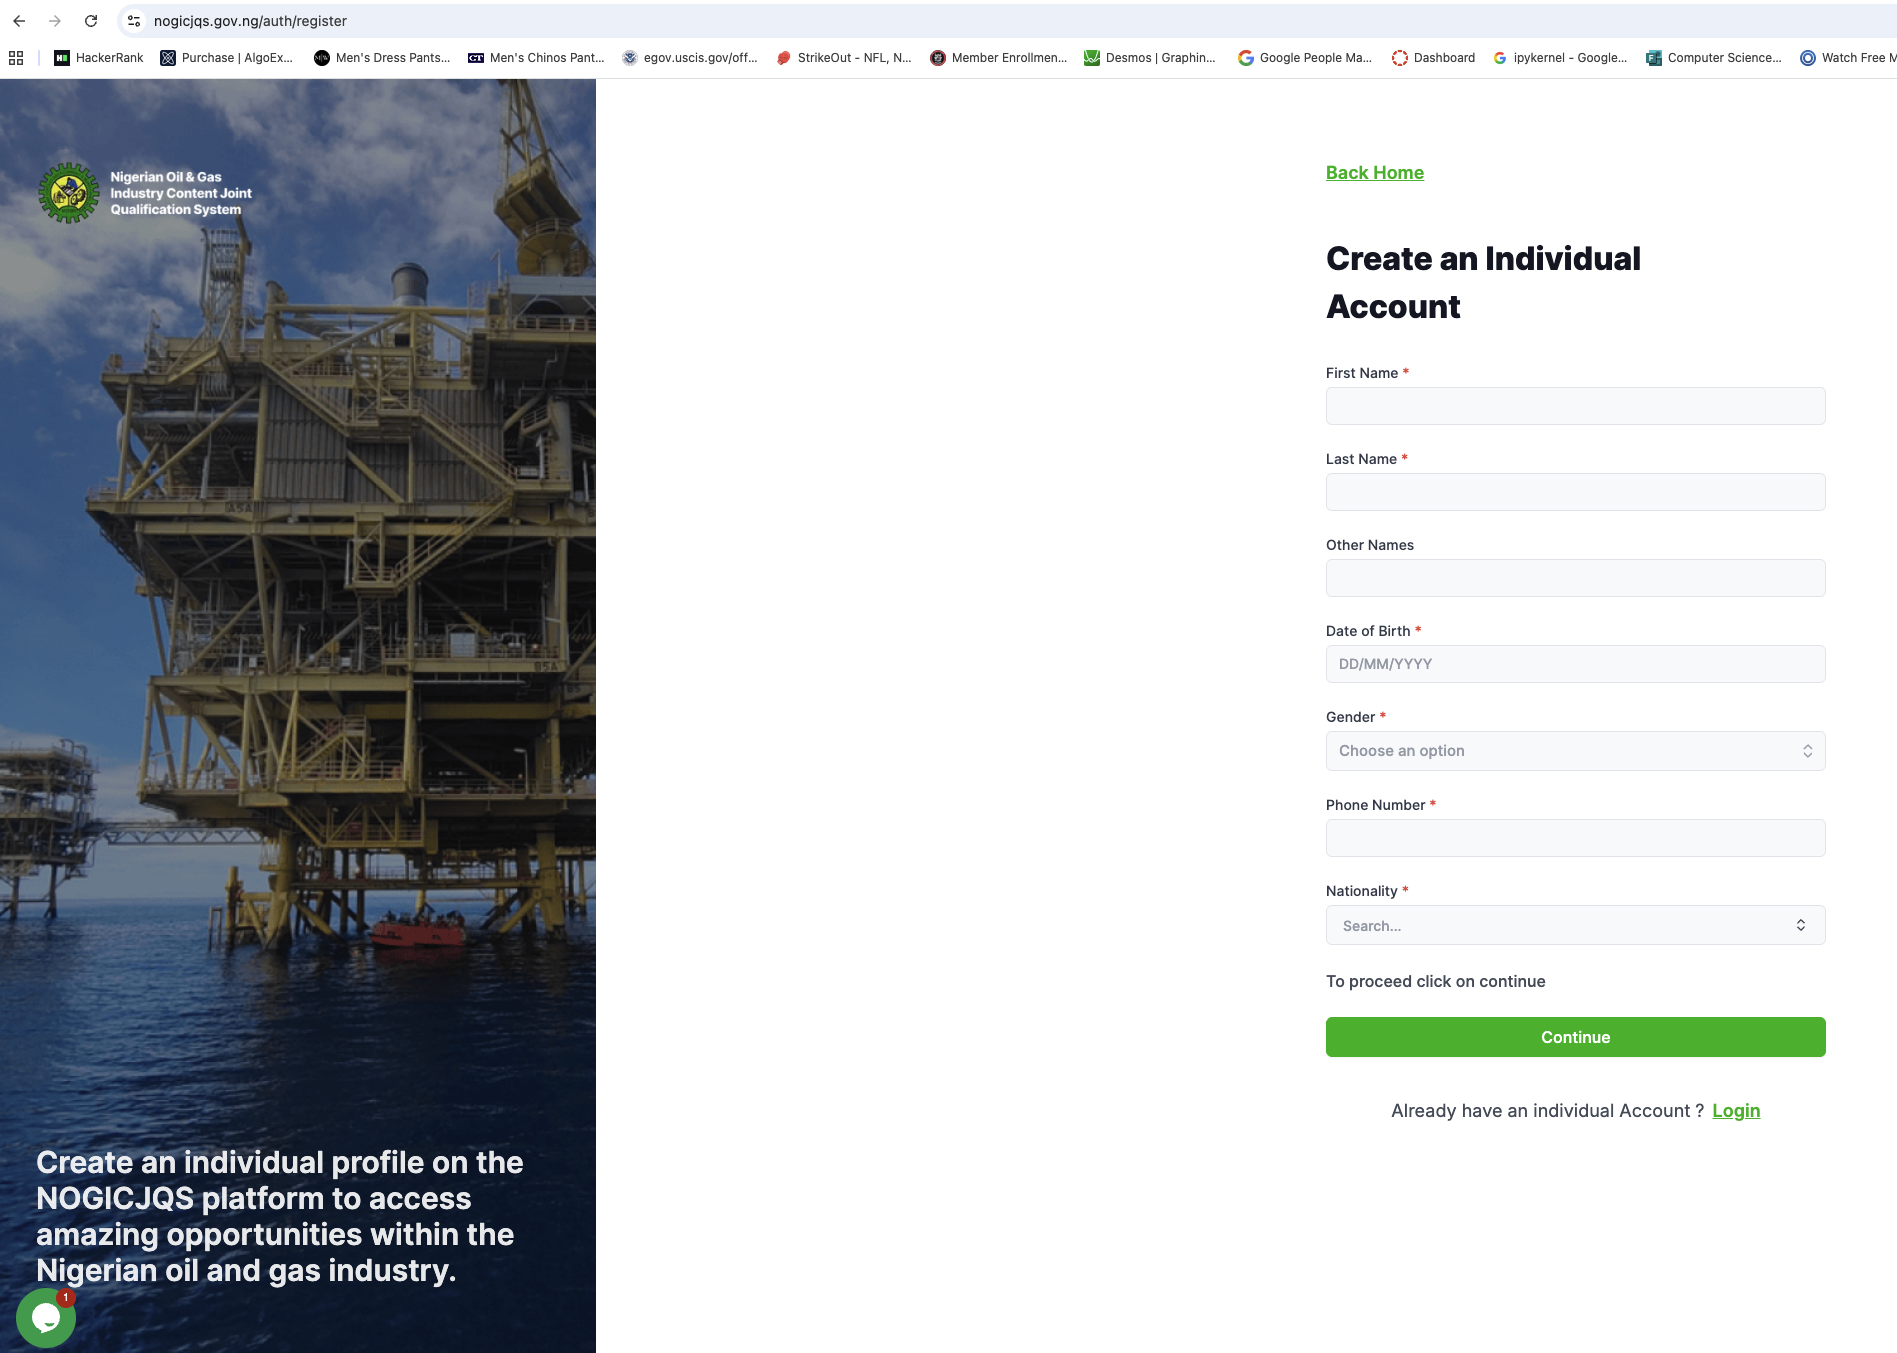 nogicjqs.gov.ng/auth/register
HackerRank
Purchase | AlgoEx...
Men's Dress Pants...
Men's Chinos Pant...
egov.uscis.gov/off...
StrikeOut - NFL, N...
Member Enrollmen...
Desmos | Graphin...
Google People Ma...
Dashboard
ipykernel - Google...
Computer Science...
Watch Free M
Nigerian Oil & Gas
Industry Content Joint
Qualification System
A5A
B5A
Create an individual profile on the
NOGICJQS platform to access
amazing opportunities within the
Nigerian oil and gas industry.
1
Back Home
Create an Individual
Account
First Name *
Last Name *
Other Names
Date of Birth *
DD/MM/YYYY
Gender *
Choose an option
Phone Number *
Nationality *
Search...
To proceed click on continue
Continue
Already have an individual Account ? Login